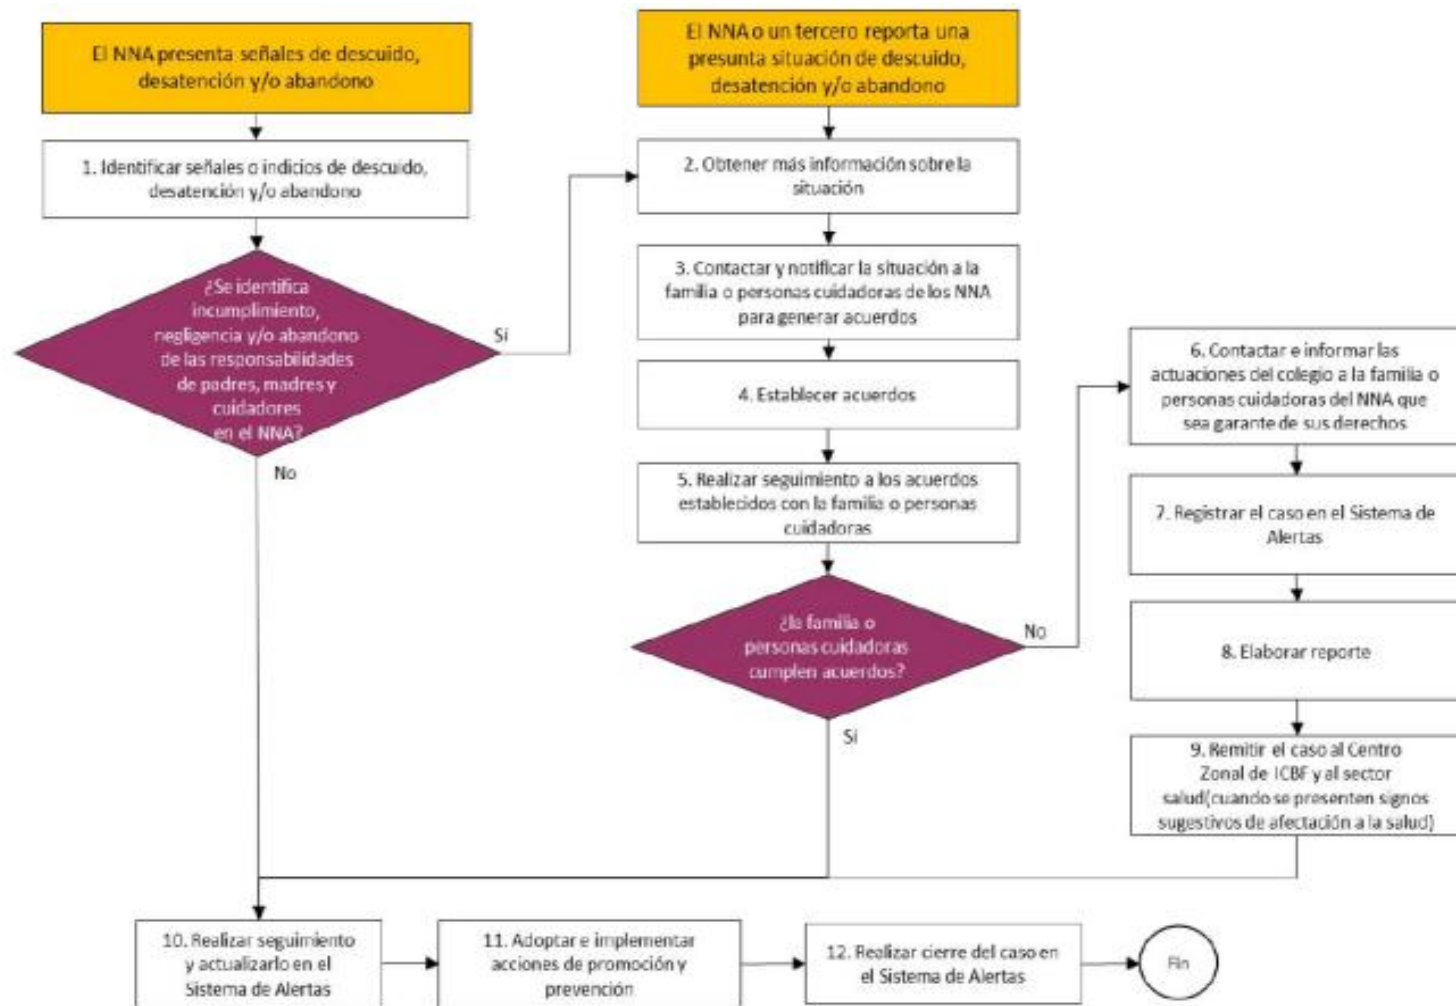 El NNA presenta señales de descuido,
desatención y/o abandono
El NNA o un tercero reporta una
presunta situación de descuido,
desatención y/o abandono
1. Identificar señales o indicios de descuido,
desatención y/o abandono
2. Obtener más información sobre la
situación
¿Se identifica
incumplimiento,
negligencia y/o abandono
de las responsabilidades
de padres, madres y
cuidadores
en el NNA?
Sí
No
3. Contactar y notificar la situación a la
familia o personas cuidadoras de los NNA
para generar acuerdos
4. Establecer acuerdos
5. Realizar seguimiento a los acuerdos
establecidos con la familia o personas
cuidadoras
¿la familia o
personas cuidadoras
cumplen acuerdos?
No
Sí
6. Contactar e informar las
actuaciones del colegio a la familia o
personas cuidadoras del NNA que
sea garante de sus derechos
7. Registrar el caso en el Sistema de
Alertas
8. Elaborar reporte
9. Remitir el caso al Centro
Zonal de ICBF y al sector
salud(cuando se presenten signos
sugestivos de afectación a la salud)
10. Realizar seguimiento
y actualizarlo en el
Sistema de Alertas
11. Adoptar e implementar
acciones de promoción y
prevención
12. Realizar cierre del caso en
el Sistema de Alertas
Fin